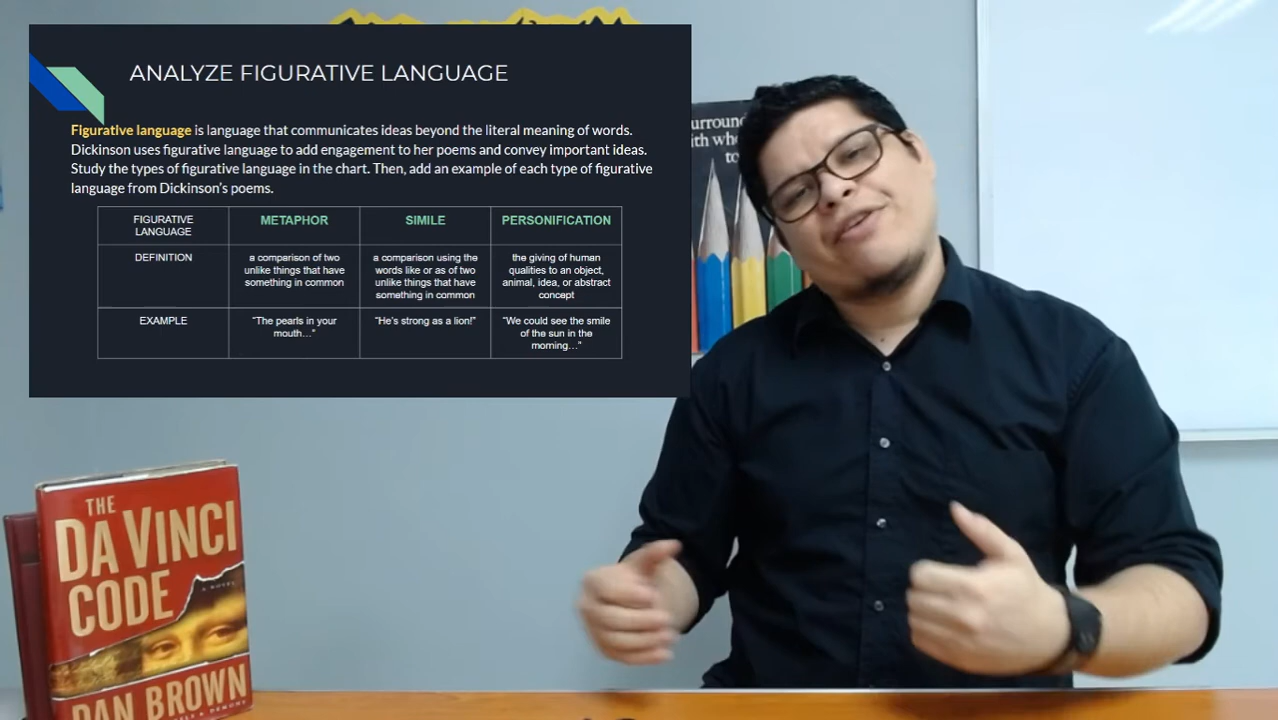 ANALYZE FIGURATIVE LANGUAGE
Figurative language is language that communicates ideas beyond the literal meaning of words.
Dickinson uses figurative language to add engagement to her poems and convey important ideas.
Study the types of figurative language in the chart. Then, add an example of each type of figurative
language from Dickinson's poems.
FIGURATIVE
LANGUAGE
METAPHOR
SIMILE
PERSONIFICATION
DEFINITION
a comparison of two
unlike things that have
something in common
a comparison using the
words like or as of two
unlike things that have
something in common
the giving of human
qualities to an object,
animal, idea, or abstract
concept
EXAMPLE
“The pearls in your
mouth…”
“He's strong as a lion!”
“We could see the smile
of the sun in the
morning…”
to
THE
DA VINCI
CODE
A NOVEL
DAN BROWN